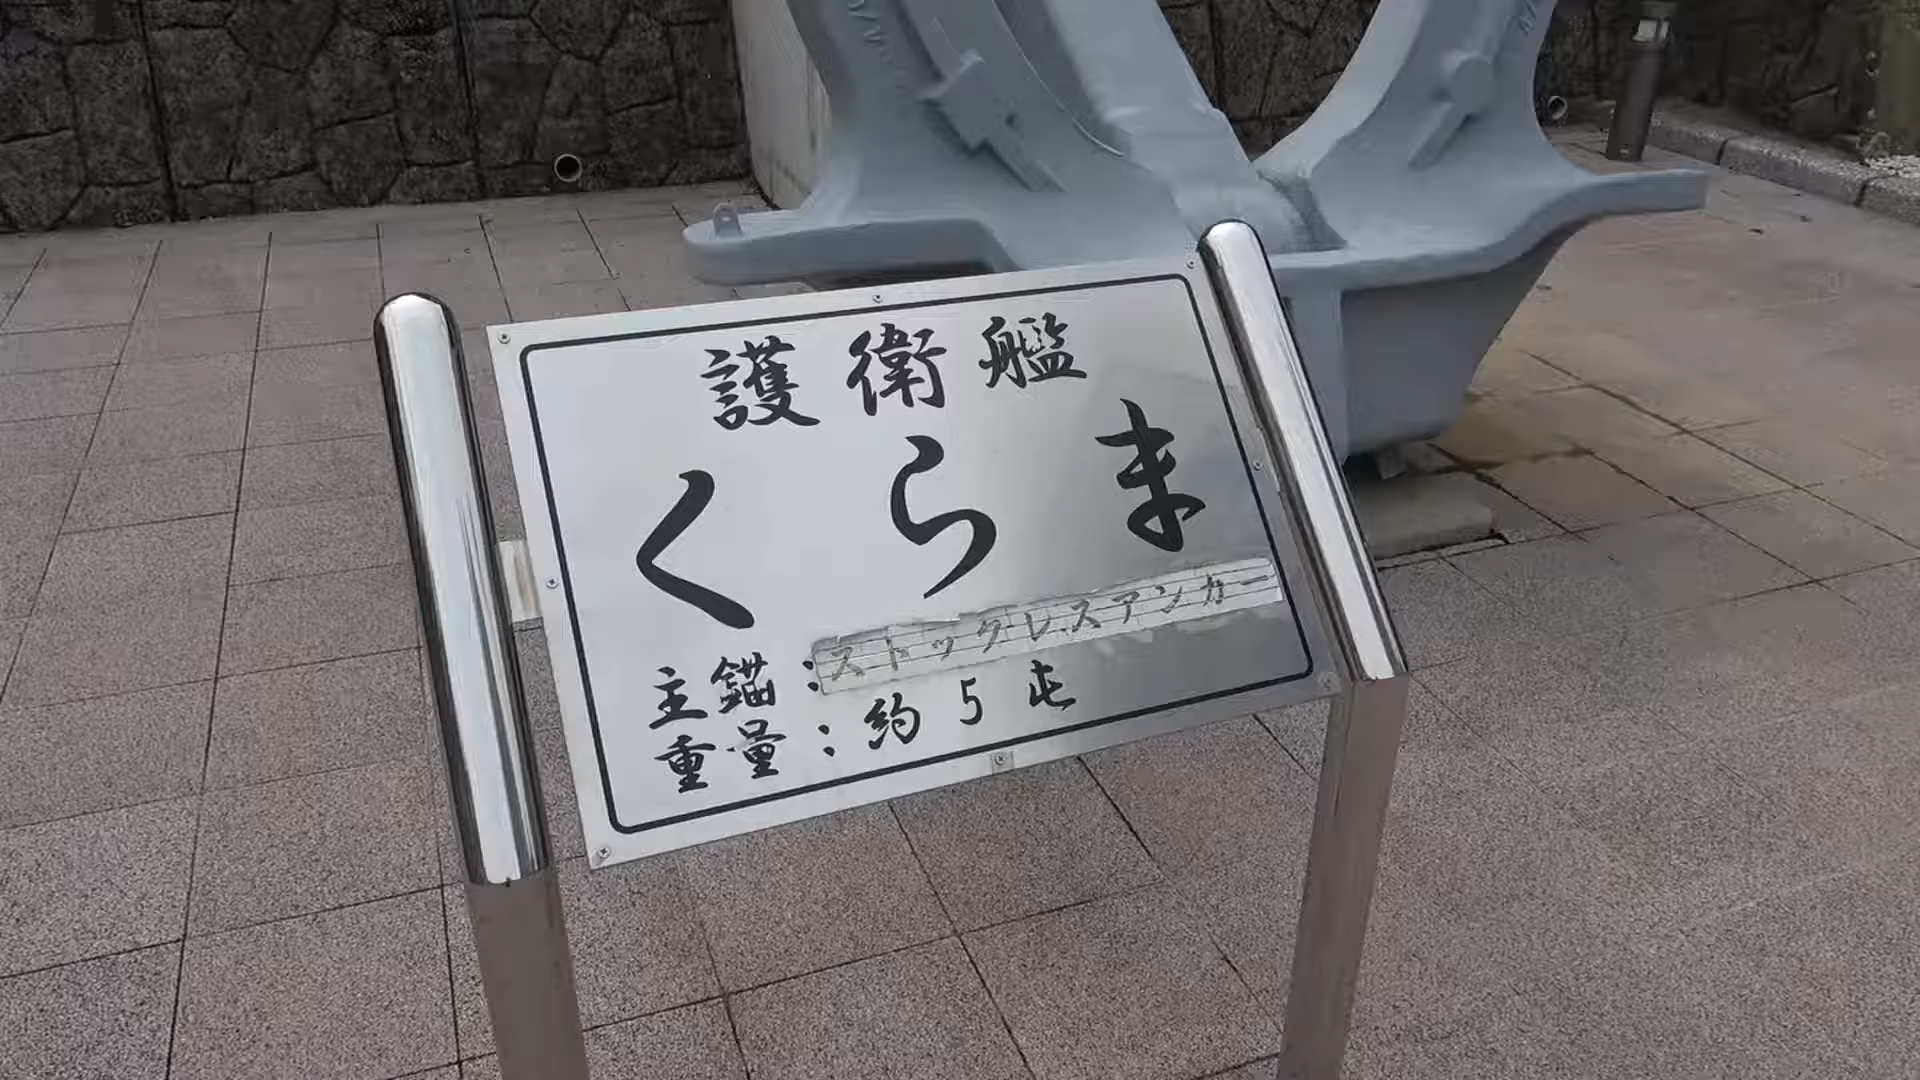 護衛艦
くらま
主錨：ストックレスアンカー
重量：約5屯